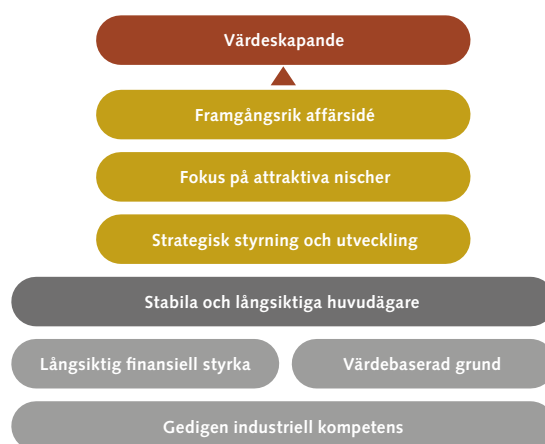 Värdeskapande
Framgångsrik affärsidé
Fokus på attraktiva nischer
Strategisk styrning och utveckling
Stabila och långsiktiga huvudägare
Långsiktig finansiell styrka
Värdebaserad grund
Gedigen industriell kompetens